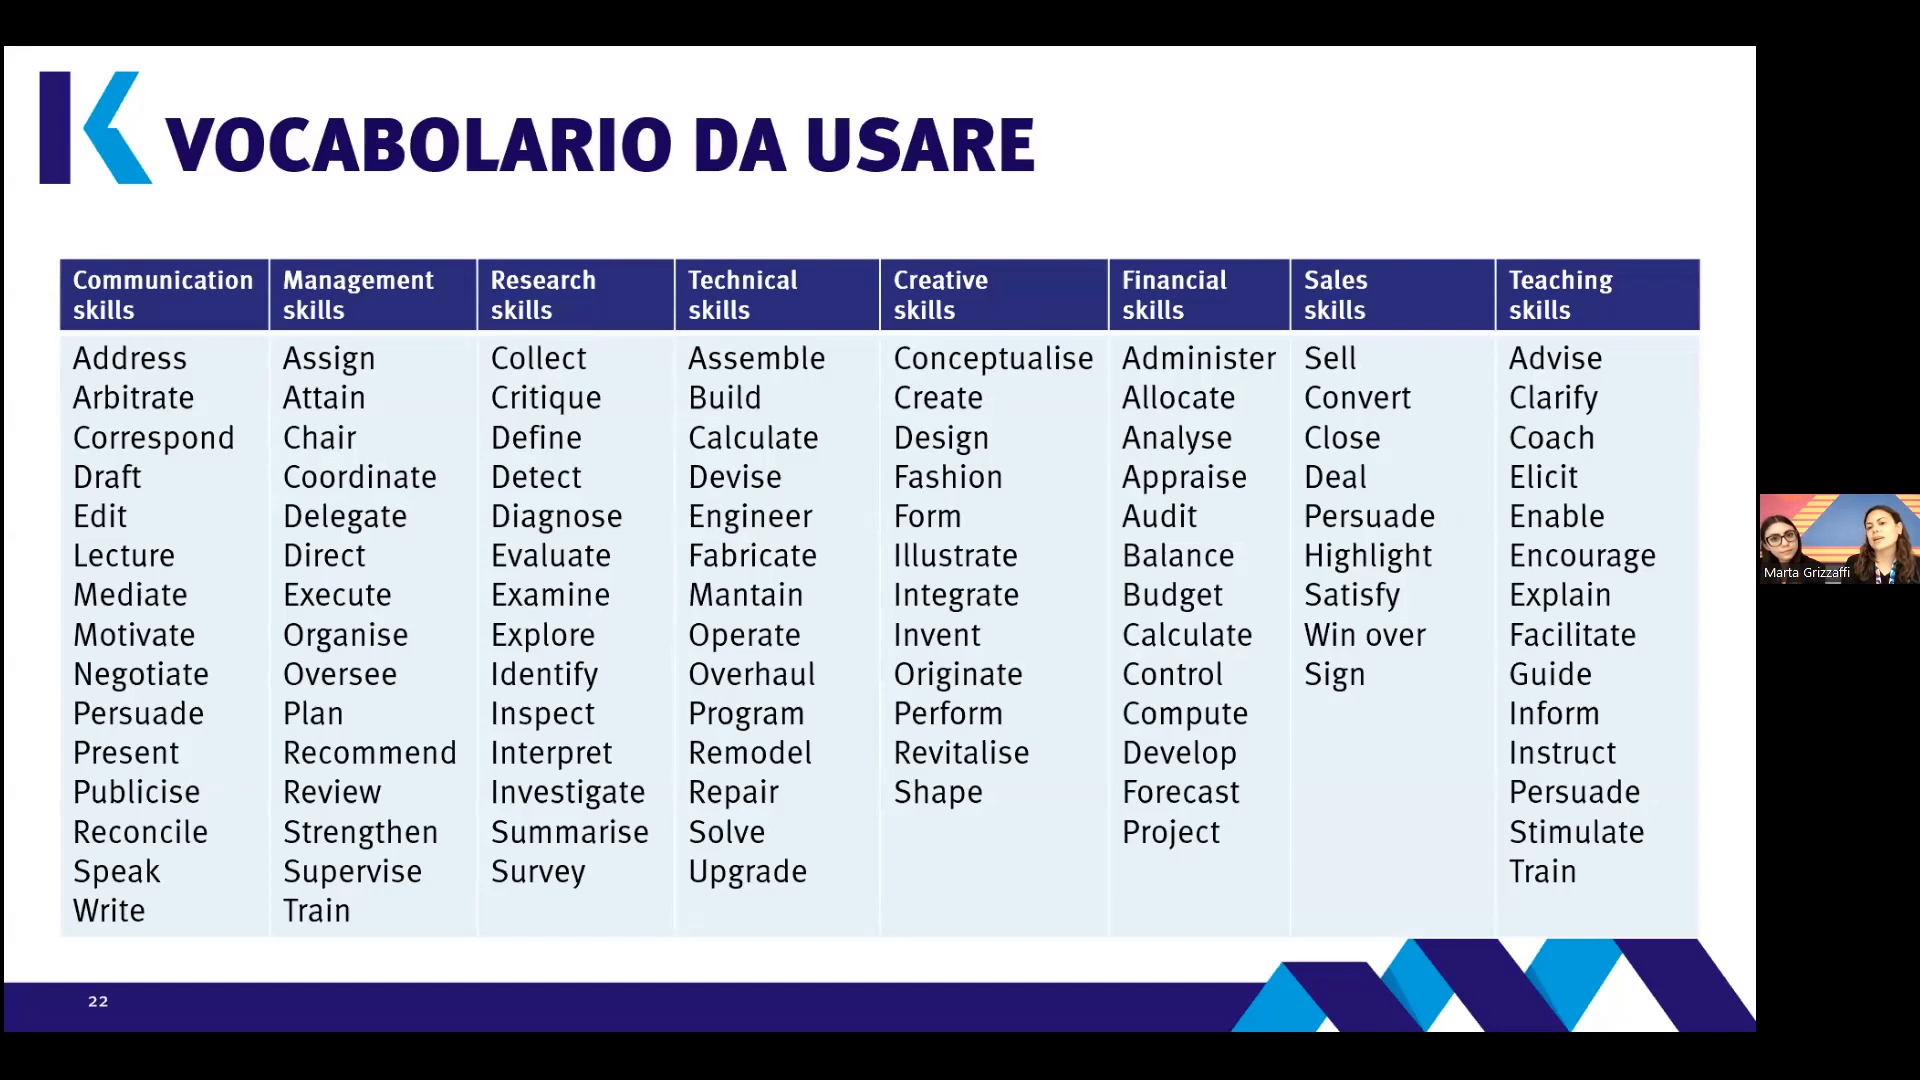 VOCABOLARIO DA USARE
Communication skills
Management skills
Research skills
Technical skills
Creative skills
Financial skills
Sales skills
Teaching skills
Address
Arbitrate
Correspond
Draft
Edit
Lecture
Mediate
Motivate
Negotiate
Persuade
Present
Publicise
Reconcile
Speak
Write
Assign
Attain
Chair
Coordinate
Delegate
Direct
Execute
Organise
Oversee
Plan
Recommend
Review
Strengthen
Supervise
Train
Collect
Critique
Define
Detect
Diagnose
Evaluate
Examine
Explore
Identify
Inspect
Interpret
Investigate
Summarise
Survey
Assemble
Build
Calculate
Devise
Engineer
Fabricate
Mantain
Operate
Overhaul
Program
Remodel
Repair
Solve
Upgrade
Conceptualise
Create
Design
Fashion
Form
Illustrate
Integrate
Invent
Originate
Perform
Revitalise
Shape
Administer
Allocate
Analyse
Appraise
Audit
Balance
Budget
Calculate
Control
Compute
Develop
Forecast
Project
Sell
Convert
Close
Deal
Persuade
Highlight
Satisfy
Win over
Sign
Advise
Clarify
Coach
Elicit
Enable
Encourage
Explain
Facilitate
Guide
Inform
Instruct
Persuade
Stimulate
Train
Marta Grizzaffi
22